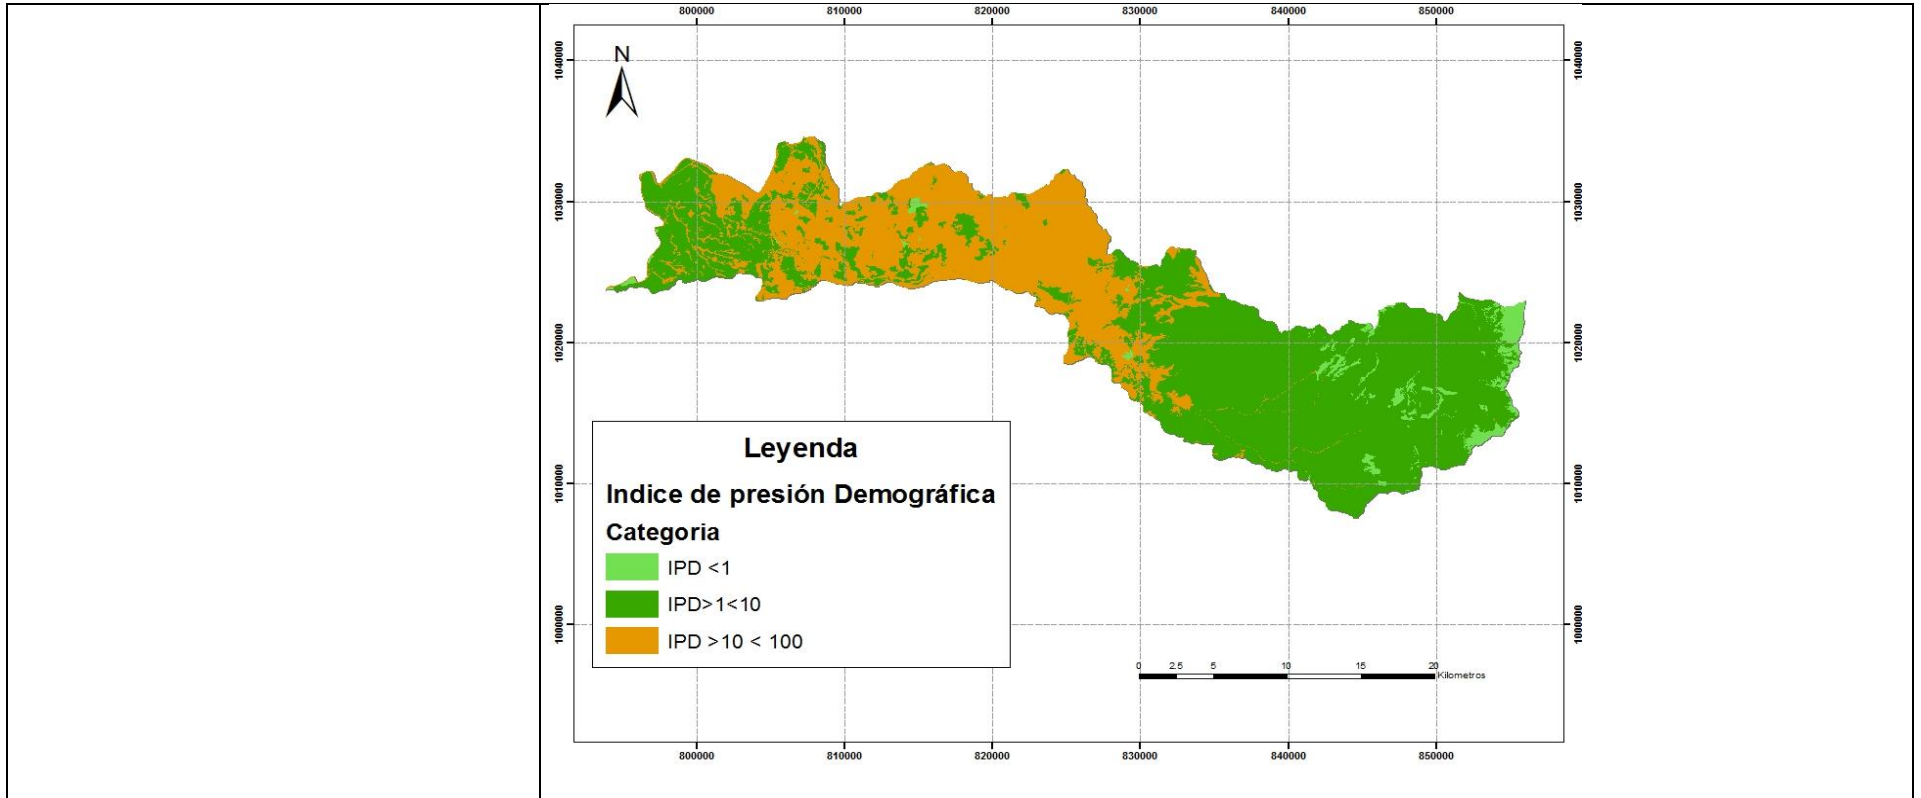 800000 810000 820000 830000 840000 850000
N
1040000 1040000
1030000 1030000
1020000 1020000
Leyenda
Indice de presión Demográfica
1010000 1010000
Categoria
IPD <1
IPD>1<10
1000000 1000000
IPD >10 < 100
0 2.5 5 10 15 20
Kilometros
800000 810000 820000 830000 840000 850000